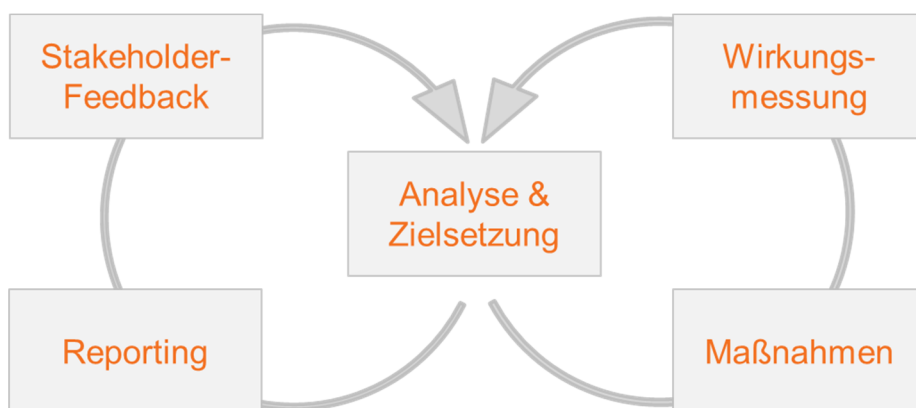 Stakeholder-
Feedback
Wirkungs-
messung
Analyse &
Zielsetzung
Reporting
Maßnahmen